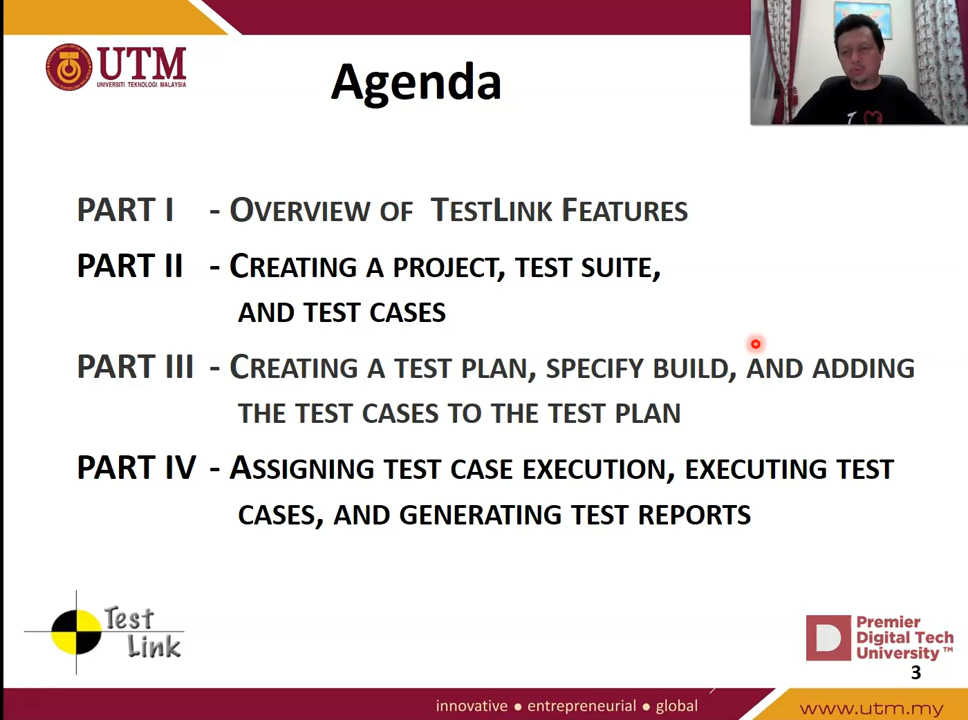 UTM
UNIVERSITI TEKNOLOGI MALAYSIA
Agenda
I
PART I - OVERVIEW OF TESTLINK FEATURES
PART II - CREATING A PROJECT, TEST SUITE,
AND TEST CASES
PART III - CREATING A TEST PLAN, SPECIFY BUILD, AND ADDING
THE TEST CASES TO THE TEST PLAN
PART IV - ASSIGNING TEST CASE EXECUTION, EXECUTING TEST
CASES, AND GENERATING TEST REPORTS
Test
Link
D
Premier
Digital Tech
University™
3
innovative ● entrepreneurial ● global
www.utm.my